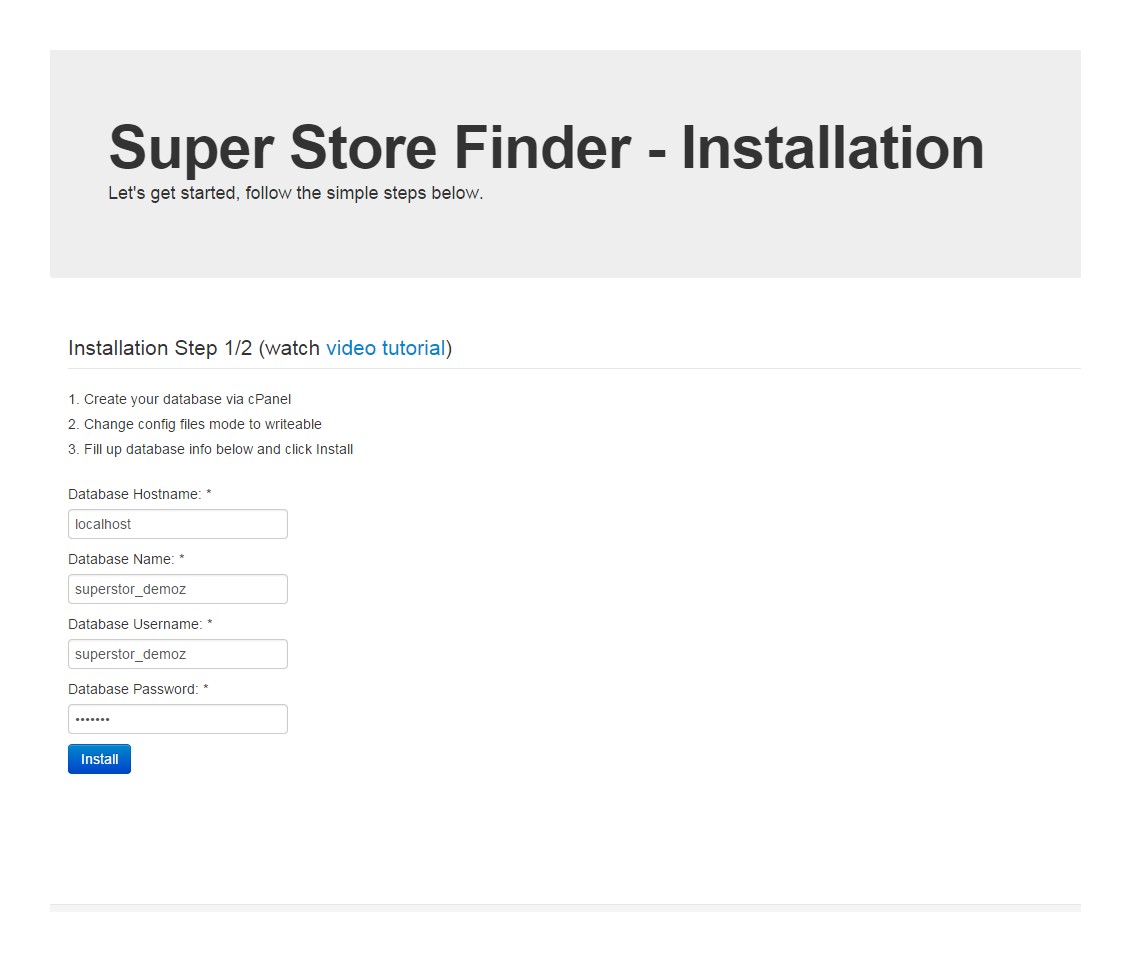 Super Store Finder - Installation
Let's get started, follow the simple steps below.
Installation Step 1/2 (watch video tutorial)
1. Create your database via cPanel
2. Change config files mode to writeable
3. Fill up database info below and click Install
Database Hostname: *
localhost
Database Name: *
superstor_demoz
Database Username: *
superstor_demoz
Database Password: *
•••••••
Install